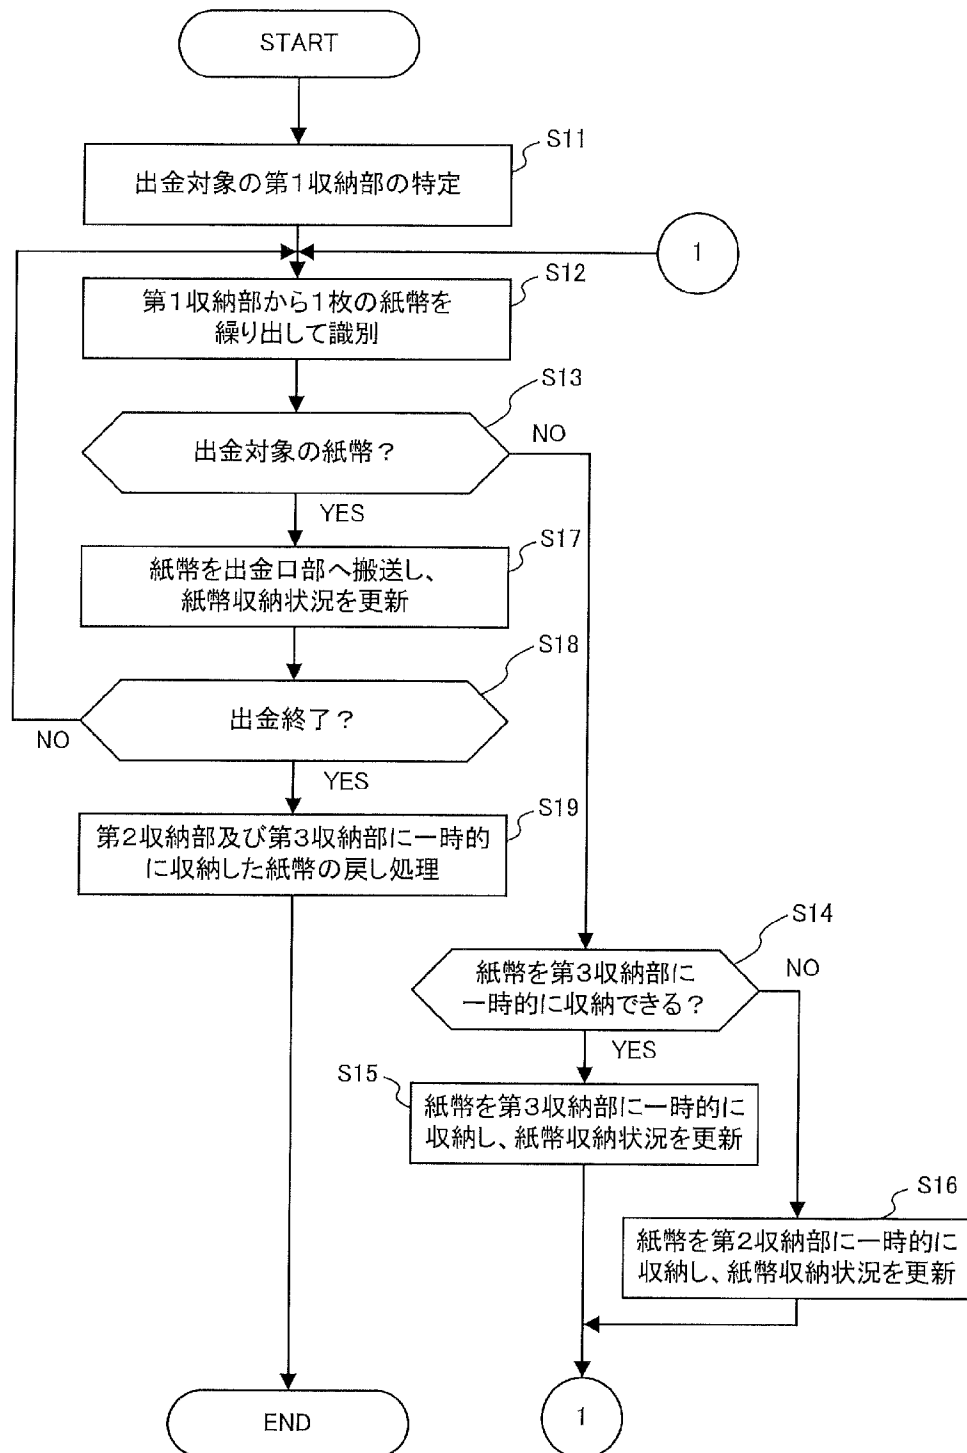 START
S11
出金対象の第1収納部の特定
1
S12
第1収納部から1枚の紙幣を
繰り出して識別
S13
出金対象の紙幣？
NO
YES
S17
紙幣を出金口部へ搬送し、
紙幣収納状況を更新
S18
出金終了？
NO
YES
S19
第2収納部及び第3収納部に一時的
に収納した紙幣の戻し処理
S14
紙幣を第3収納部に
一時的に収納できる？
NO
YES
S15
紙幣を第3収納部に一時的に
収納し、紙幣収納状況を更新
S16
紙幣を第2収納部に一時的に
収納し、紙幣収納状況を更新
END
1